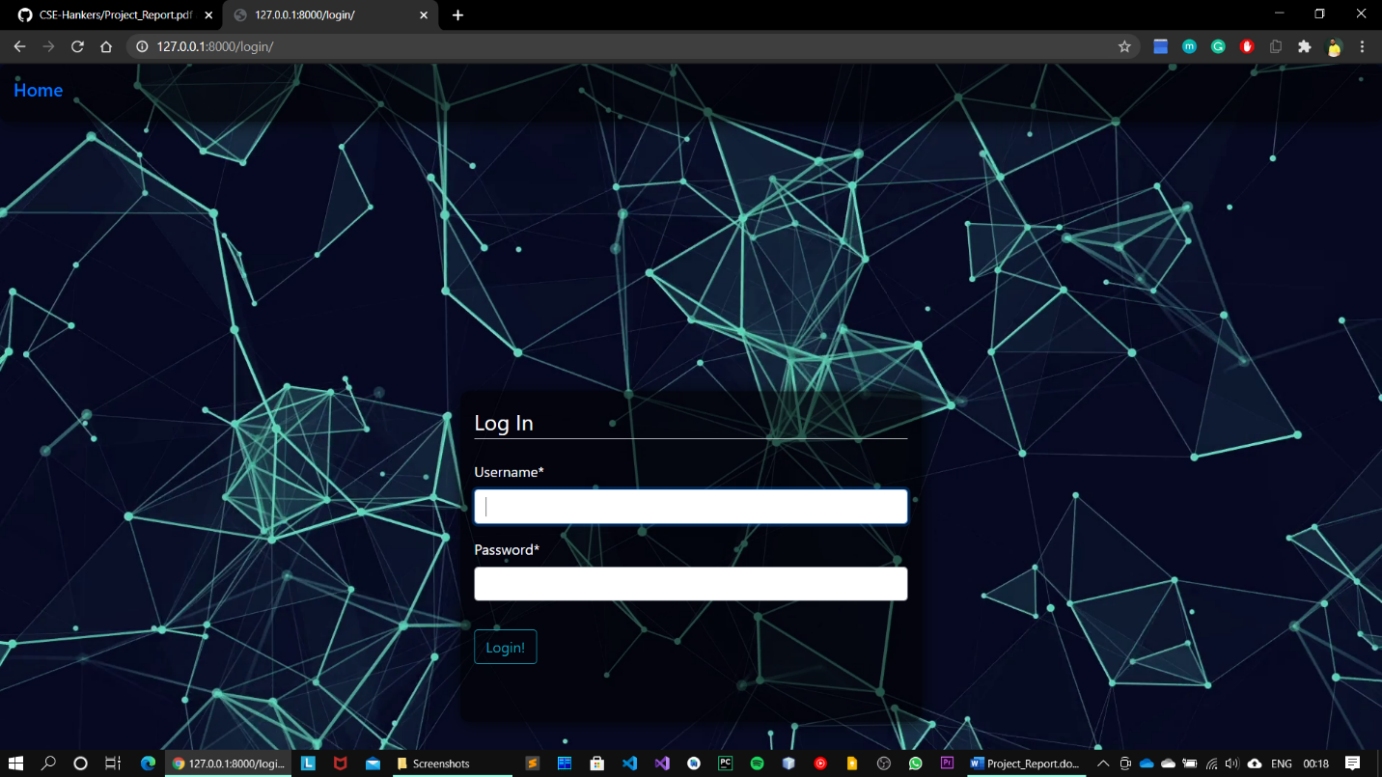 CSE-Hankers/Project_Report.pdf
127.0.0.1:8000/login/
127.0.0.1:8000/login/
Home
Log In
Username*
Password*
Login!
127.0.0.1:8000/logi...
Screenshots
Project_Report.do...
ENG
00:18